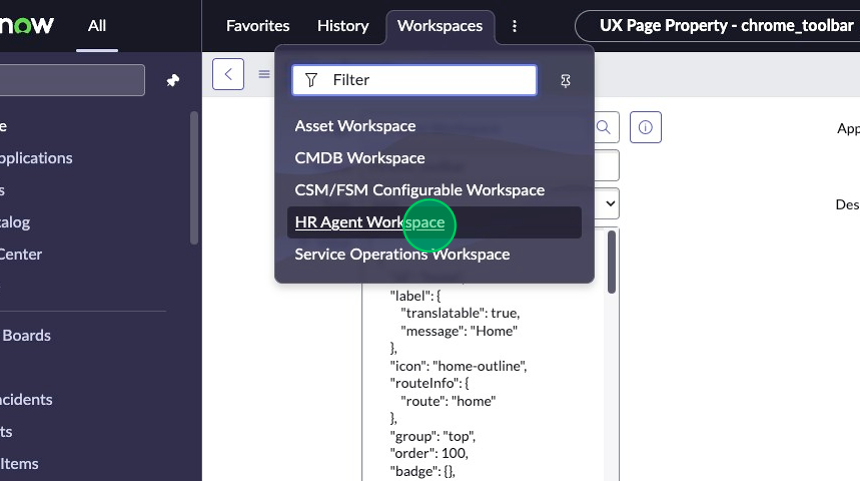 now
All
Favorites
History
Workspaces
UX Page Property - chrome_toolbar
Filter
Asset Workspace
CMDB Workspace
CSM/FSM Configurable Workspace
HR Agent Workspace
Service Operations Workspace
e
pplications
s
alog
Center
Boards
cidents
ts
Items
App
Des
"label": {
"translatable": true,
"message": "Home"
},
"icon": "home-outline",
"routeInfo": {
"route": "home"
},
"group": "top",
"order": 100,
"badge": {},